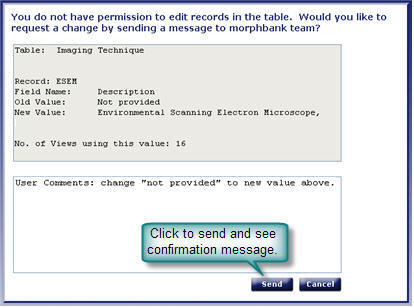 You do not have permission to edit records in the table. Would you like to
request a change by sending a message to morphbank team?
Table: Imaging Technique
Record: ESEM
Field Name: Description
Old Value: Not provided
New Value: Environmental Scanning Electron Microscope,
No. of Views using this value: 16
User Comments: change "not provided" to new value above.
Click to send and see
confirmation message.
Send Cancel